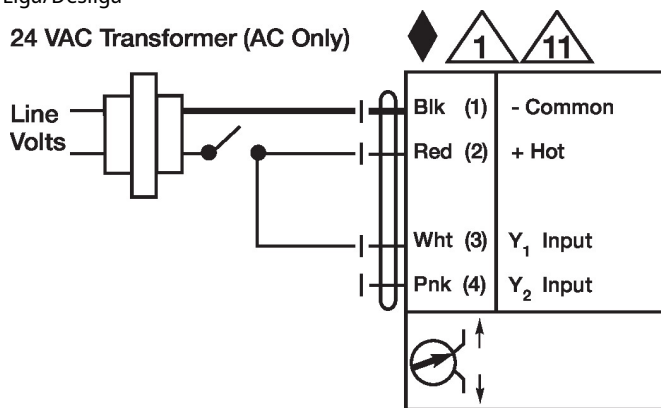 Liga/Desliga
24 VAC Transformer (AC Only)
1
11
Line
Volts
Blk (1) - Common
Red (2) + Hot
Wht (3) Y1 Input
Pnk (4) Y2 Input